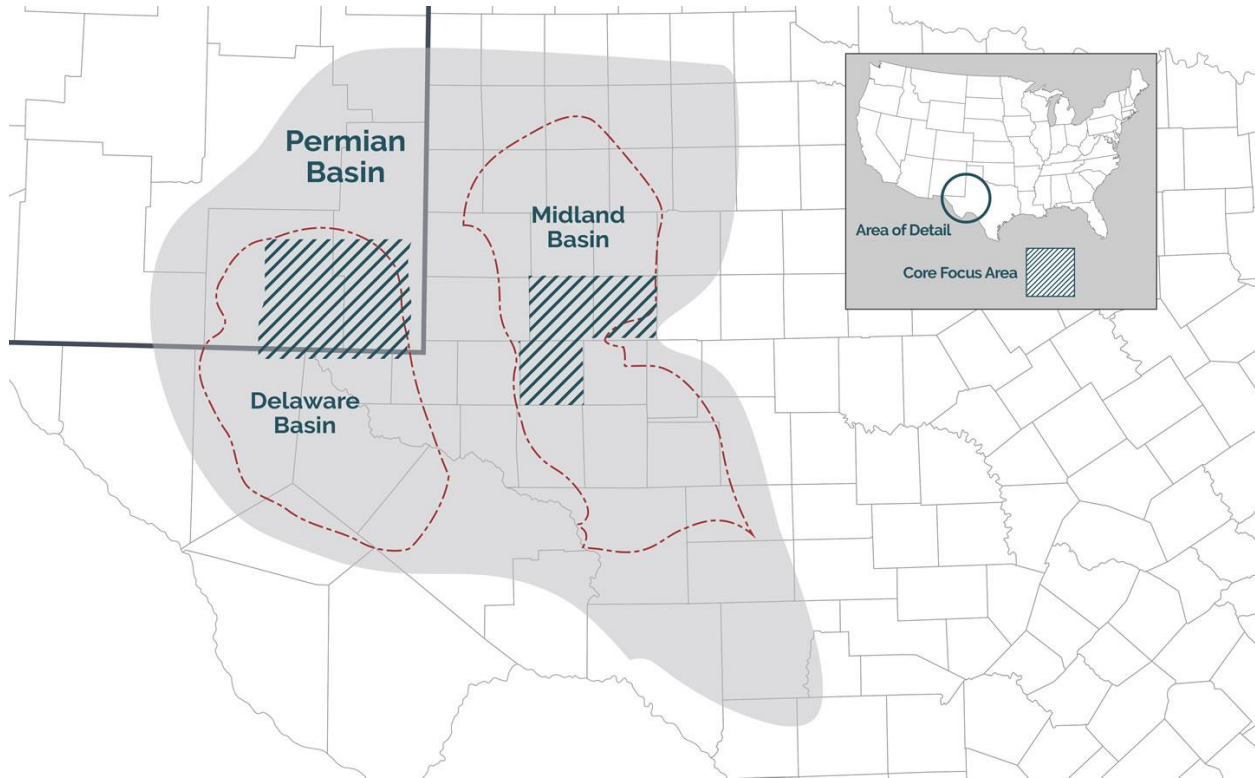 Permian
Basin
Midland
Basin
Delaware
Basin
Area of Detail
Core Focus Area